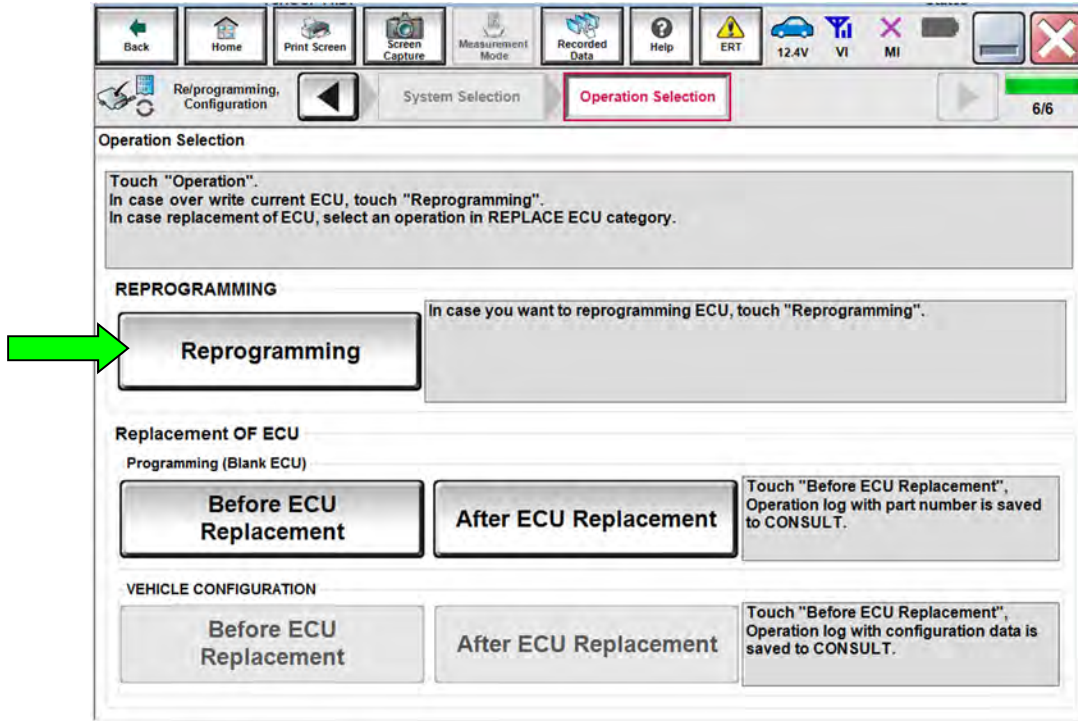 Back
Home
Print Screen
Screen
Capture
Measurement
Mode
Recorded
Data
Help
ERT
12.4V
VI
MI
Re/programming,
Configuration
System Selection
Operation Selection
6/6
Operation Selection
Touch "Operation".
In case over write current ECU, touch "Reprogramming".
In case replacement of ECU, select an operation in REPLACE ECU category.
REPROGRAMMING
Reprogramming
In case you want to reprogramming ECU, touch "Reprogramming".
Replacement OF ECU
Programming (Blank ECU)
Before ECU
Replacement
After ECU Replacement
Touch "Before ECU Replacement",
Operation log with part number is saved
to CONSULT.
VEHICLE CONFIGURATION
Before ECU
Replacement
After ECU Replacement
Touch "Before ECU Replacement",
Operation log with configuration data is
saved to CONSULT.